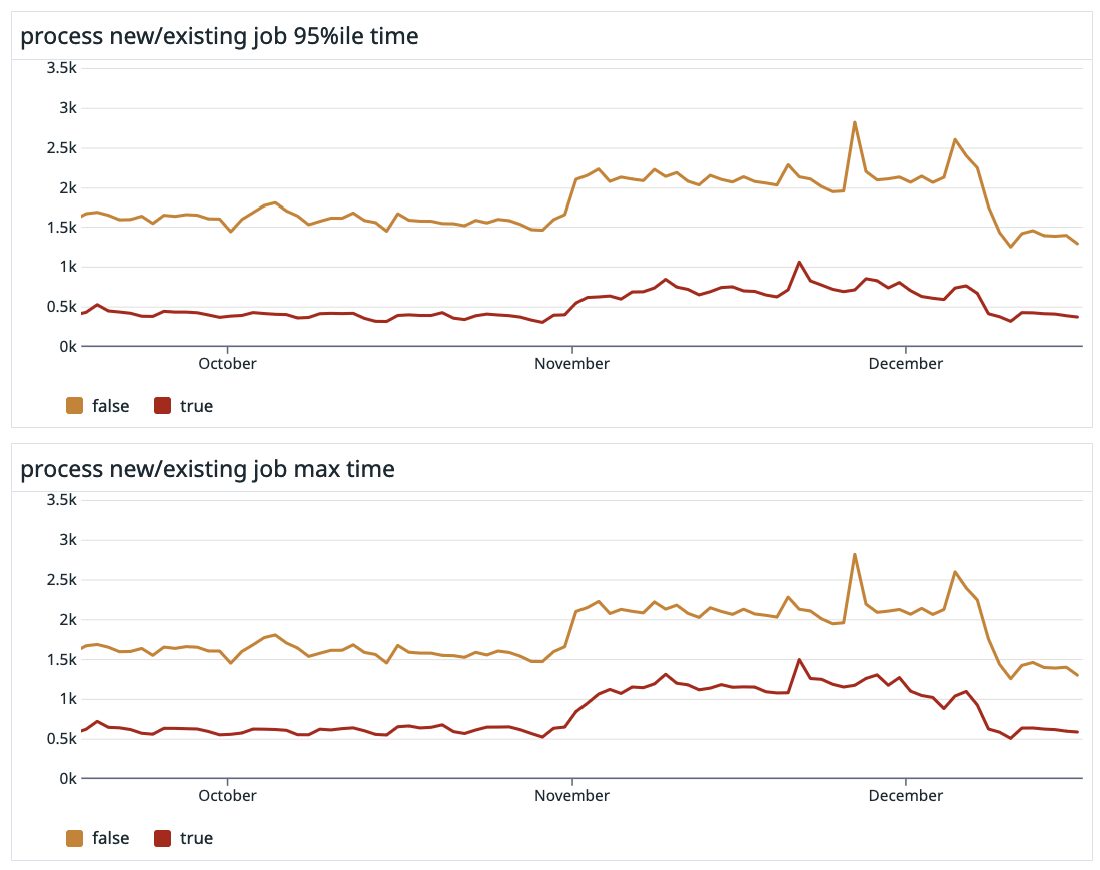 process new/existing job 95%ile time
3.5k
3k
2.5k
2k
1.5k
1k
0.5k
0k
October November December
false true
process new/existing job max time
3.5k
3k
2.5k
2k
1.5k
1k
0.5k
0k
October November December
false true